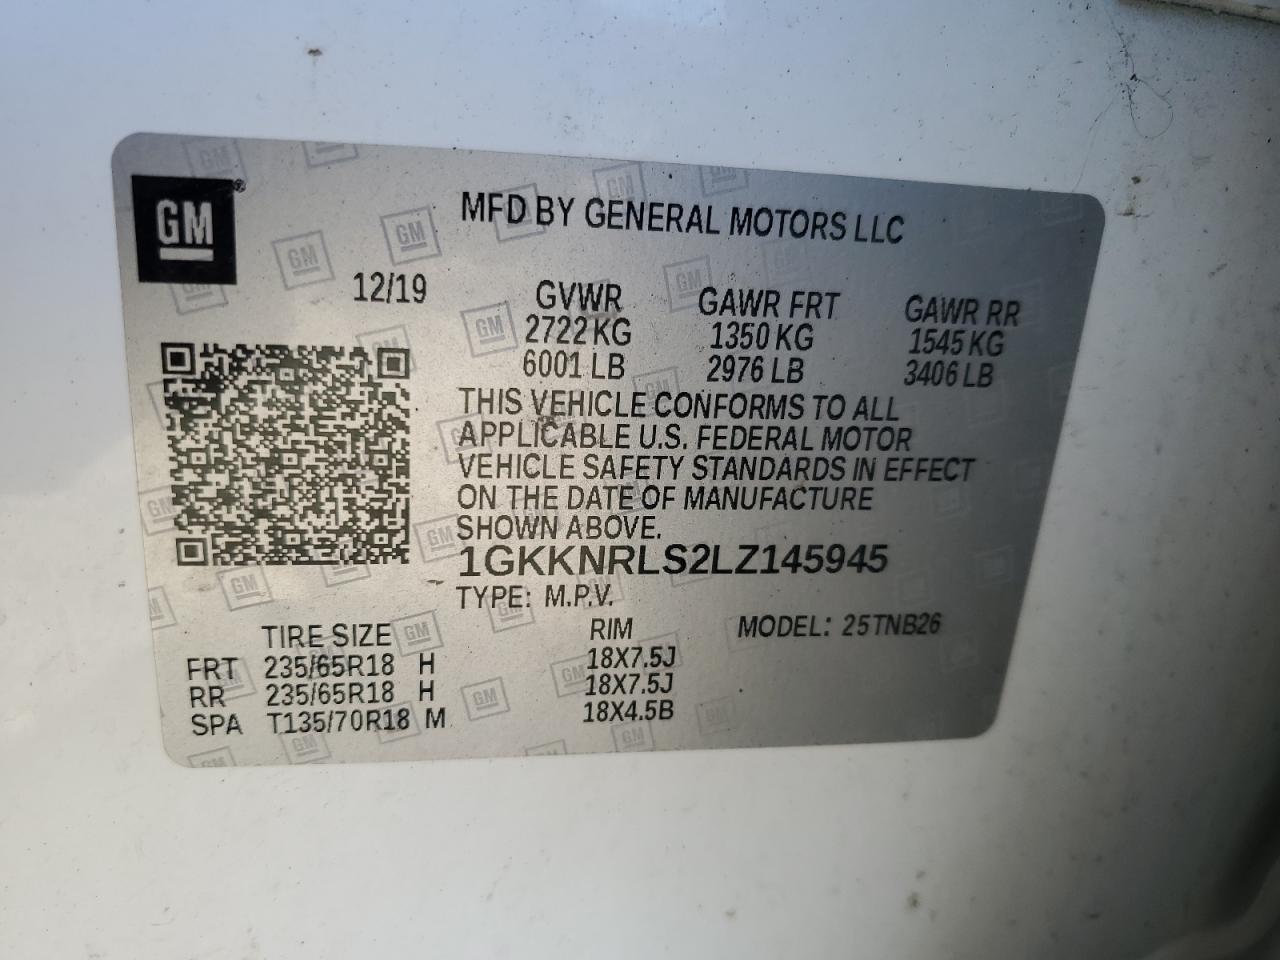 GM
MFD BY GENERAL MOTORS LLC
12/19
GVWR GAWR FRT GAWR RR
2722 KG 1350 KG 1545 KG
6001 LB 2976 LB 3406 LB
THIS VEHICLE CONFORMS TO ALL
APPLICABLE U.S. FEDERAL MOTOR
VEHICLE SAFETY STANDARDS IN EFFECT
ON THE DATE OF MANUFACTURE
SHOWN ABOVE.
1GKKNRLS2LZ145945
TYPE: M.P.V.
MODEL: 25TNB26
TIRE SIZE RIM
FRT 235/65R18 H 18X7.5J
RR 235/65R18 H 18X7.5J
SPA T135/70R18 M 18X4.5B